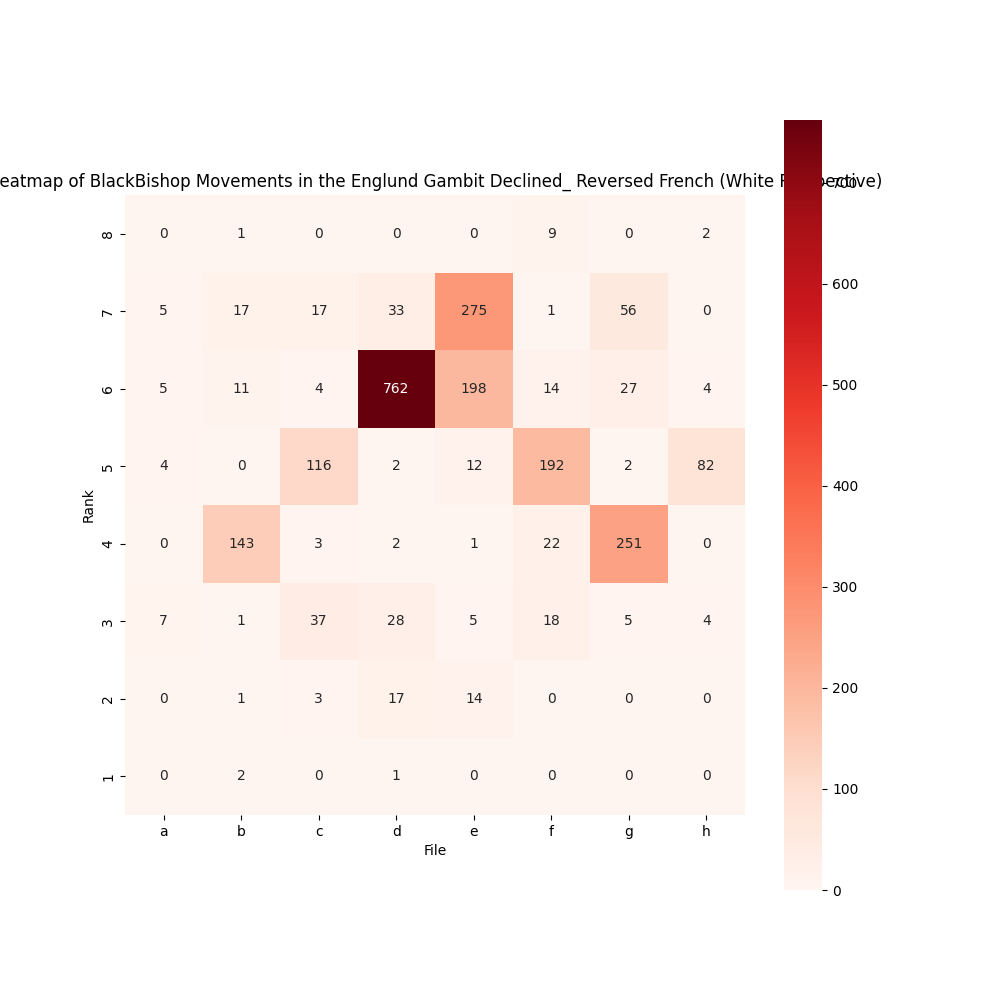 eatmap of BlackBishop Movements in the Englund Gambit Declined_ Reversed French (White
700
8 0 1 0 0 0 9 0 2
7 5 17 17 33 275 1 56 0
600
6 5 11 4 762 198 14 27 4
500
5 4 0 116 2 12 192 2 82
400
Rank
4 0 143 3 2 1 22 251 0
300
3 7 1 37 28 5 18 5 4
200
2 0 1 3 17 14 0 0 0
100
1 0 2 0 1 0 0 0 0
a b c d e f g h
File
0